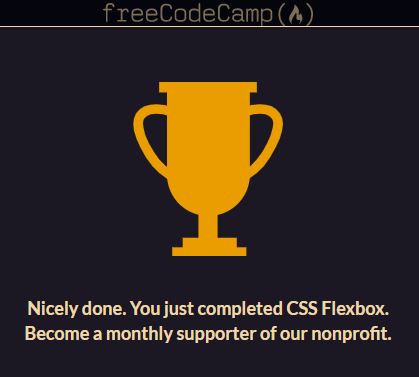 freeCodeCamp(🔥)
Nicely done. You just completed CSS Flexbox.
Become a monthly supporter of our nonprofit.